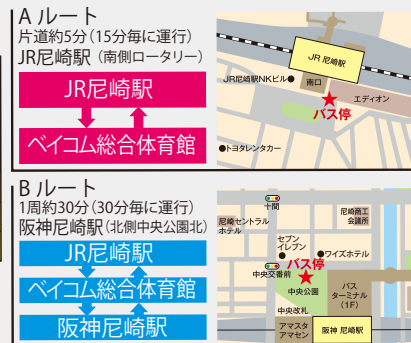 Aルート
片道約5分(15分毎に運行)
JR尼崎駅(南側ロータリー)
JR尼崎駅
ベイコム総合体育館
JR 尼崎駅
JR尼崎駅NKビル
南口
エディオン
バス停
トヨタレンタカー
Bルート
1周約30分(30分毎に運行)
阪神尼崎駅(北側中央公園北)
JR尼崎駅
ベイコム総合体育館
阪神尼崎駅
十間
尼崎セントラル
ホテル
尼崎商工
会議所
セブン
イレブン
ワイズホテル
バス停
中央交番前
中央公園
バス
ターミナル
(1F)
中央改札
アマスタ
アマセン
阪神 尼崎駅